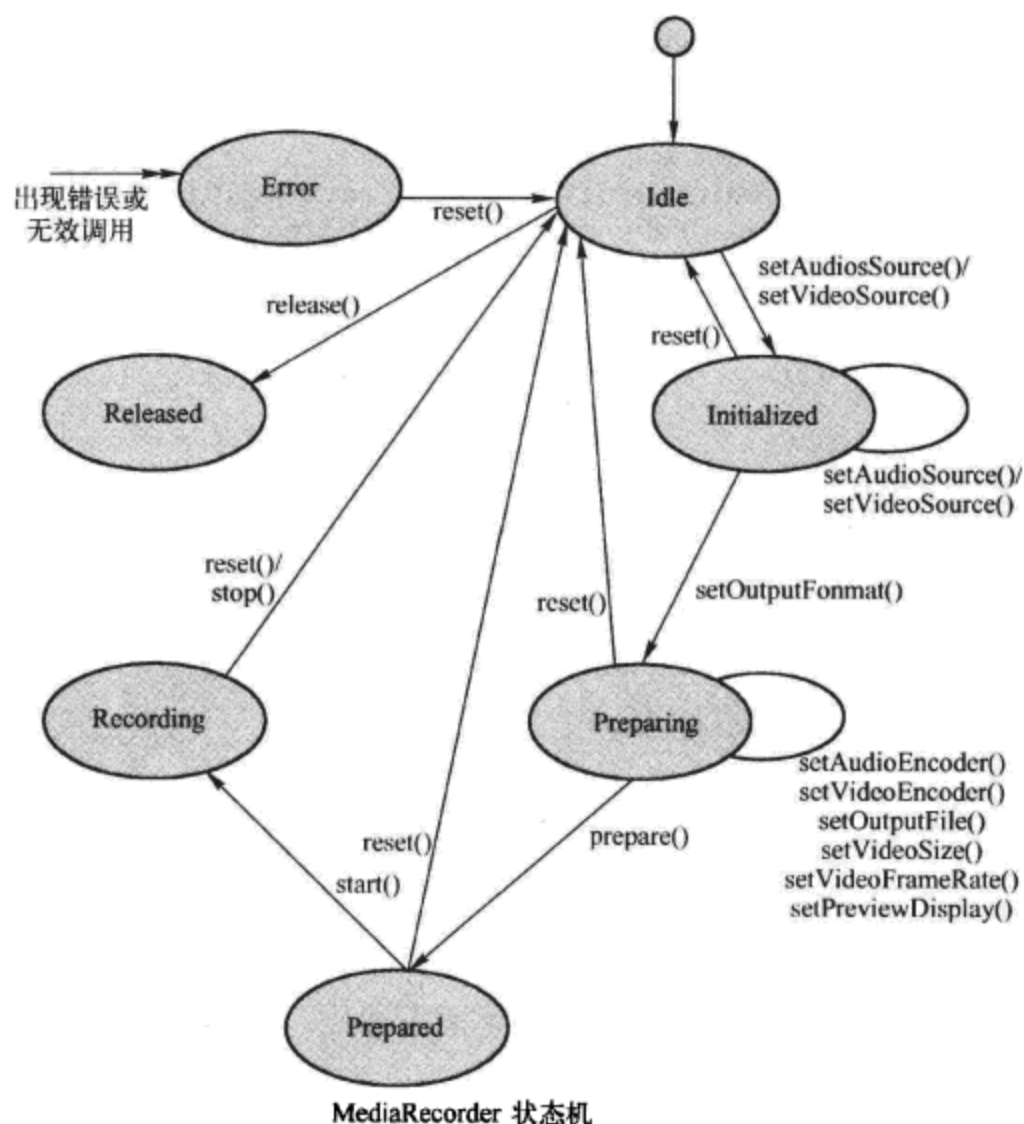 Error
Idle
出现错误或
无效调用
reset()
setAudiosSource()/
setVideoSource()
release()
reset()
Released
Initialized
setAudioSource()/
setVideoSource()
reset()/
stop()
reset()
setOutputFonmat()
Recording
Preparing
setAudioEncoder()
setVideoEncoder()
setOutputFile()
setVideoSize()
setVideoFrameRate()
setPreviewDisplay()
reset()
prepare()
start()
Prepared
MediaRecorder 状态机